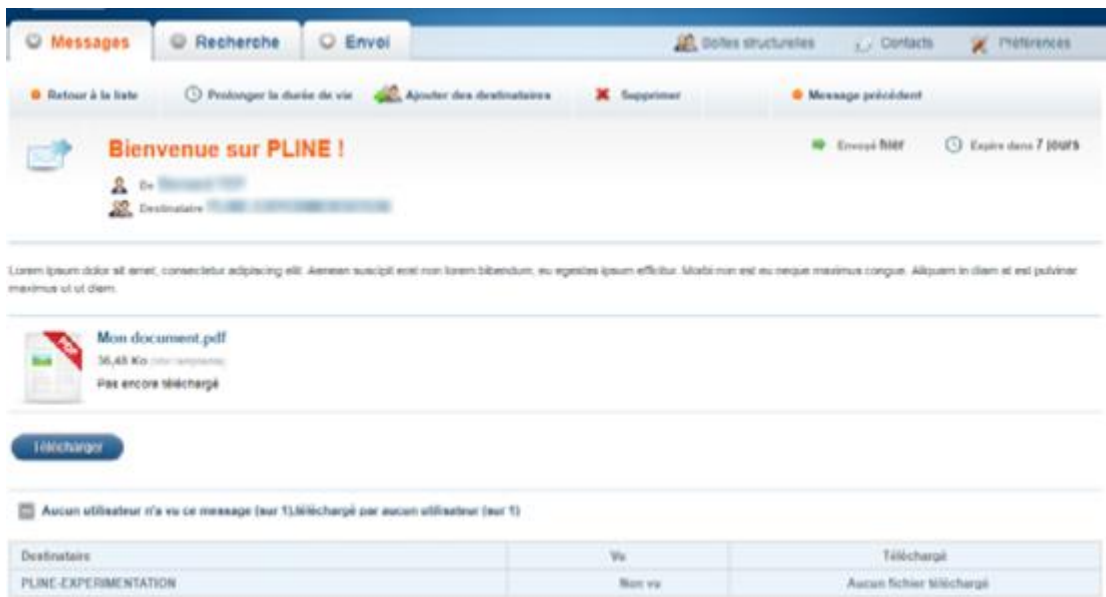 Messages Recherche Envoi Boîtes structurelles Contacts Préférences
Retour à la liste Prolonger la durée de vie Ajouter des destinataires Supprimer Message précédent
Bienvenue sur PLINE ! Envoyé hier Expire dans 7 jours
De
Destinataire
Lorem ipsum dolor sit amet, consectetur adipiscing elit. Aenean suscipit erat non lorem bibendum, eu egestas ipsum efficitur. Morbi non est eu neque maximus congue. Aliquam in diam at est pulvinar
maximus ut ut diam.
PDF
Mon document.pdf
36,48 Ko
Pas encore téléchargé
Télécharger
Aucun utilisateur n'a vu ce message (sur 1),téléchargé par aucun utilisateur (sur 1)
Destinataire Vu Téléchargé
PLINE-EXPERIMENTATION Non vu Aucun fichier téléchargé